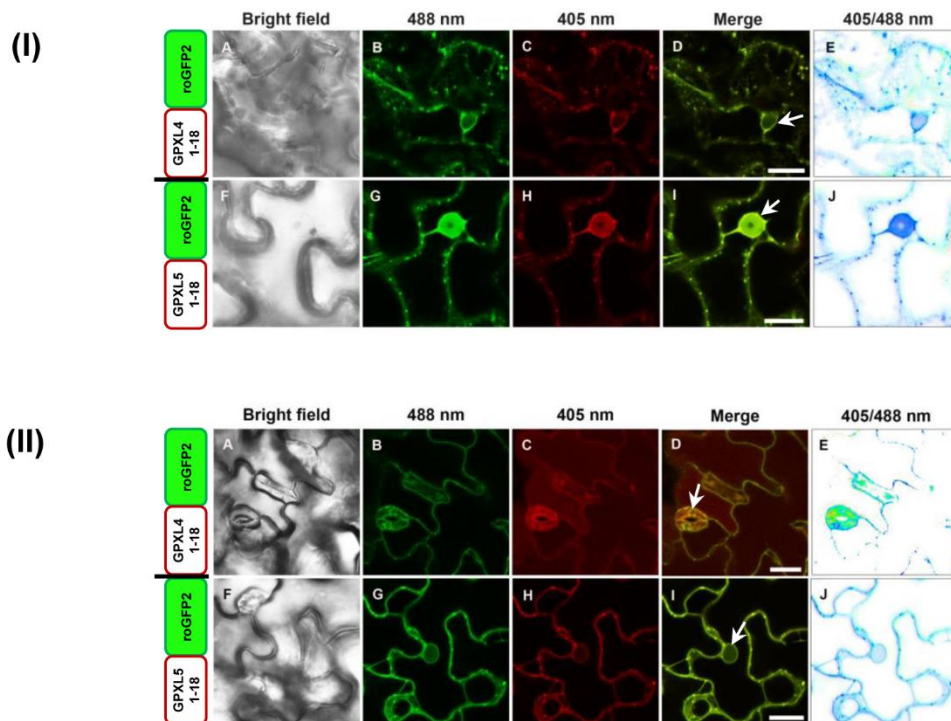 (I)
Bright field 488 nm 405 nm Merge 405/488 nm
roGFP2
A B C D E
GPXL4
1-18
roGFP2
F G H I J
GPXL5
1-18
(II)
Bright field 488 nm 405 nm Merge 405/488 nm
roGFP2
A B C D E
GPXL4
1-18
roGFP2
F G H I J
GPXL5
1-18